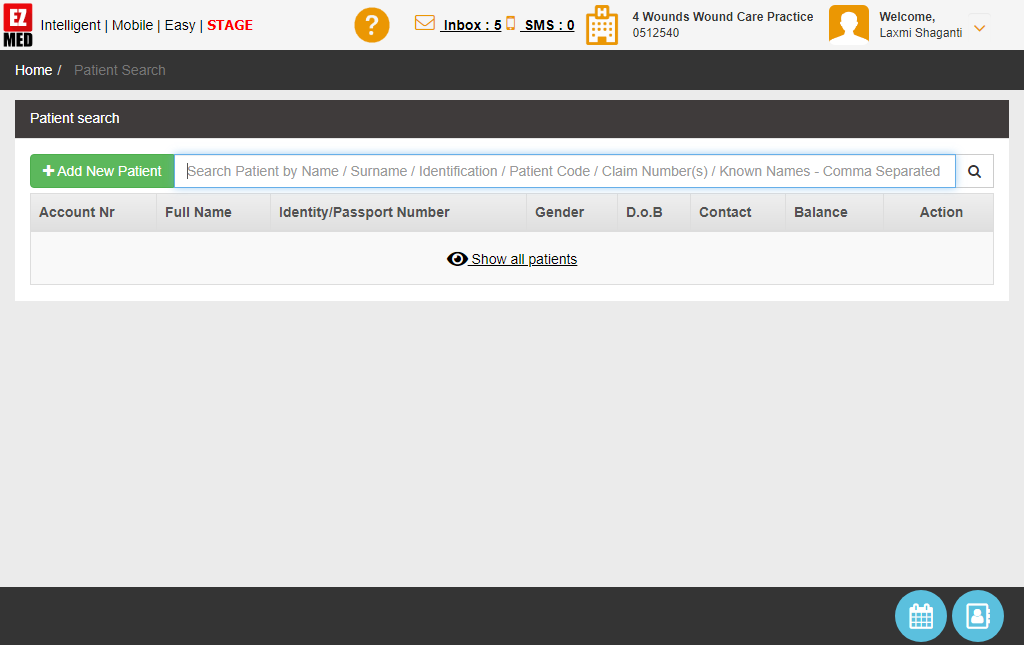 EZ
MED
Intelligent | Mobile | Easy | STAGE
?
Inbox : 5 SMS : 0
H
4 Wounds Wound Care Practice
0512540
Welcome,
Laxmi Shaganti
Home / Patient Search
Patient search
Add New Patient Search Patient by Name / Surname / Identification / Patient Code / Claim Number(s) / Known Names - Comma Separated
Account Nr Full Name Identity/Passport Number Gender D.o.B Contact Balance Action
Show all patients